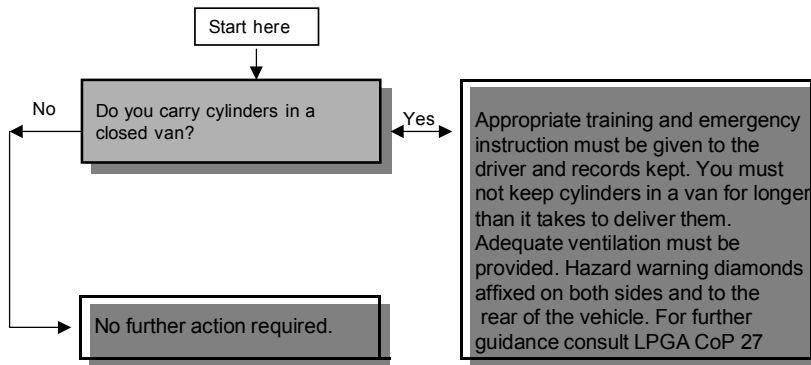 Start here
Do you carry cylinders in a
closed van?
No
Yes
Appropriate training and emergency
instruction must be given to the
driver and records kept. You must
not keep cylinders in a van for longer
than it takes to deliver them.
Adequate ventilation must be
provided. Hazard warning diamonds
affixed on both sides and to the
rear of the vehicle. For further
guidance consult LPGA CoP 27
No further action required.